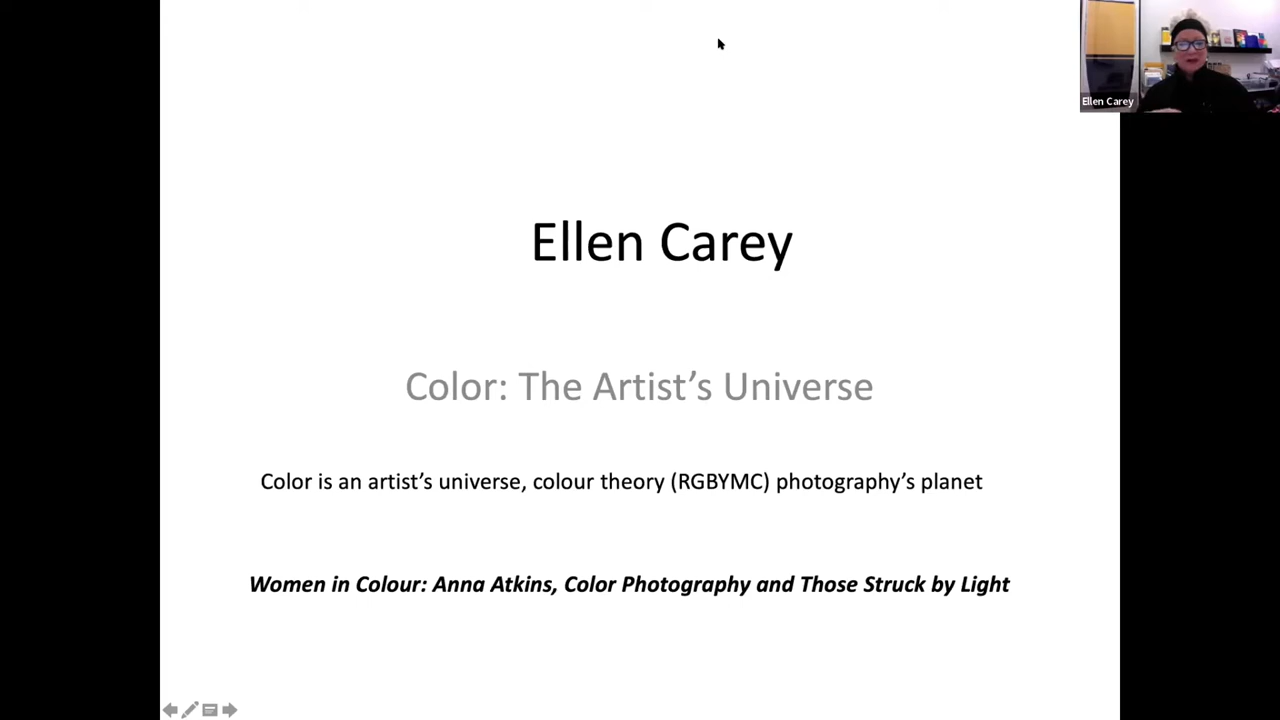 Ellen Carey
Ellen Carey
Color: The Artist’s Universe
Color is an artist’s universe, colour theory (RGBYMC) photography’s planet
Women in Colour: Anna Atkins, Color Photography and Those Struck by Light